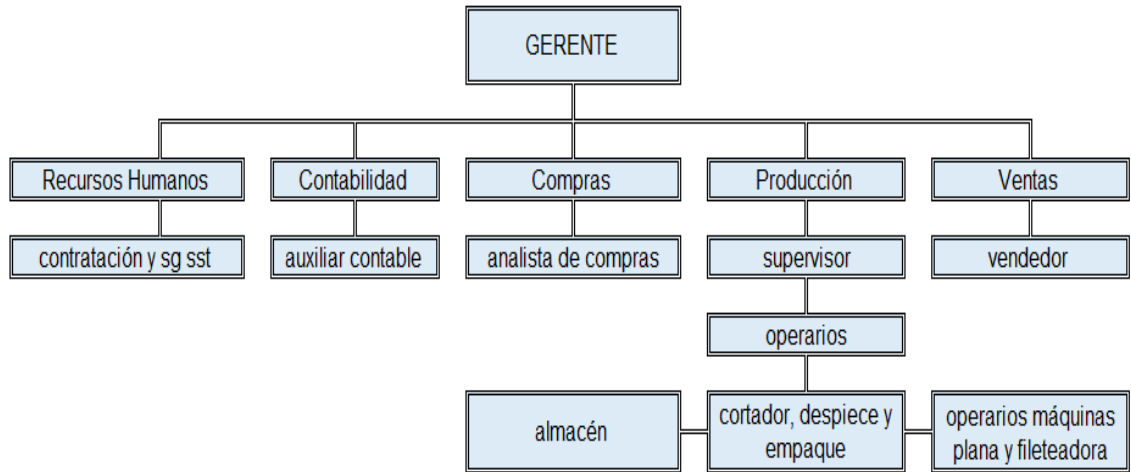 GERENTE
Recursos Humanos
Contabilidad
Compras
Producción
Ventas
contratación y sg sst
auxiliar contable
analista de compras
supervisor
vendedor
operarios
almacén
cortador, despiece y
empaque
operarios máquinas
plana y fileteadora